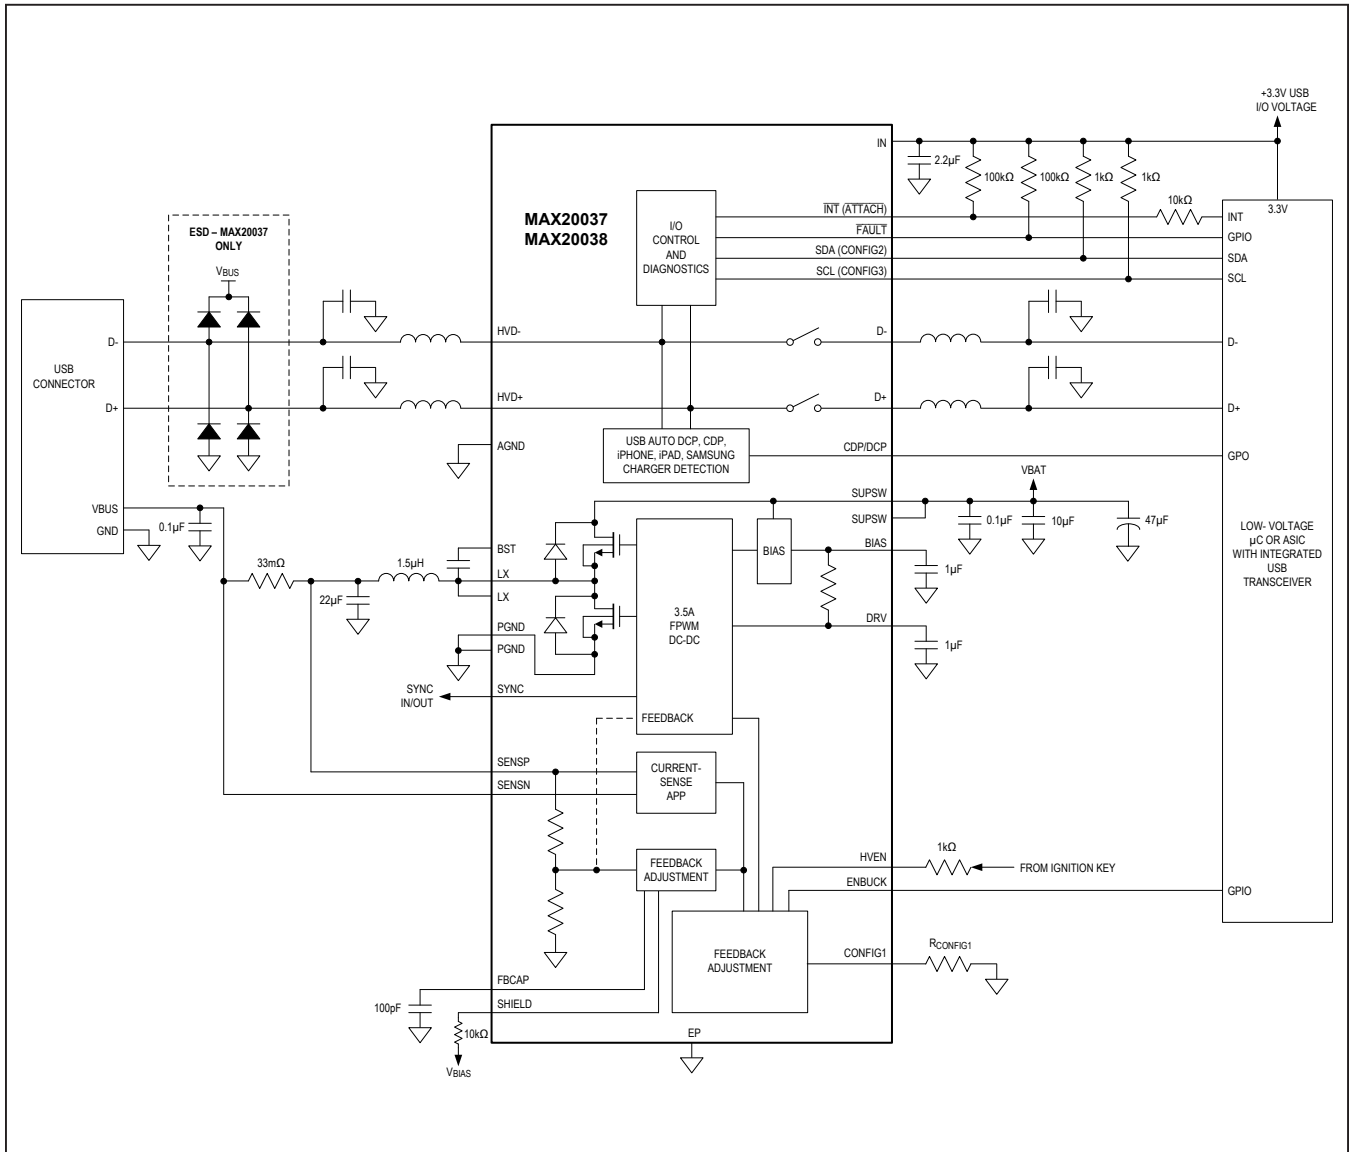 +3.3V USB
I/O VOLTAGE
IN
2.2µF
100kΩ
100kΩ
1kΩ
1kΩ
MAX20037
MAX20038
I/O
CONTROL
AND
DIAGNOSTICS
INT (ATTACH)
FAULT
SDA (CONFIG2)
SCL (CONFIG3)
10kΩ
3.3V
INT
GPIO
SDA
SCL
ESD – MAX20037
ONLY
VBUS
USB
CONNECTOR
D-
D+
VBUS
GND
HVD-
HVD+
D-
D+
D-
D+
AGND
USB AUTO DCP, CDP,
iPHONE, iPAD, SAMSUNG
CHARGER DETECTION
CDP/DCP
GPO
VBAT
SUPSW
SUPSW
0.1µF
10µF
47µF
LOW- VOLTAGE
µC OR ASIC
WITH INTEGRATED
USB
TRANSCEIVER
0.1µF
33mΩ
22µF
1.5µH
BST
LX
LX
PGND
PGND
3.5A
FPWM
DC-DC
BIAS
BIAS
1µF
DRV
1µF
SYNC
IN/OUT
SYNC
FEEDBACK
SENSP
SENSN
CURRENT-
SENSE
APP
FEEDBACK
ADJUSTMENT
HVEN
1kΩ
FROM IGNITION KEY
ENBUCK
GPIO
FEEDBACK
ADJUSTMENT
CONFIG1
RCONFIG1
FBCAP
100pF
SHIELD
10kΩ
VBIAS
EP